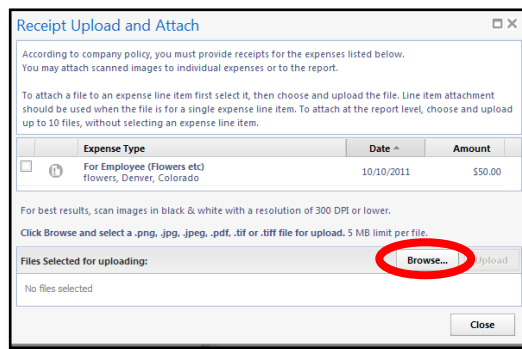 Receipt Upload and Attach
According to company policy, you must provide receipts for the expenses listed below.
You may attach scanned images to individual expenses or to the report.
To attach a file to an expense line item first select it, then choose and upload the file. Line item attachment
should be used when the file is for a single expense line item. To attach at the report level, choose and upload
up to 10 files, without selecting an expense line item.
Expense Type Date Amount
For Employee (Flowers etc) 10/10/2011 $50.00
flowers, Denver, Colorado
For best results, scan images in black & white with a resolution of 300 DPI or lower.
Click Browse and select a .png, .jpg, .jpeg, .pdf, .tif or .tiff file for upload. 5 MB limit per file.
Files Selected for uploading: Browse... Upload
No files selected
Close